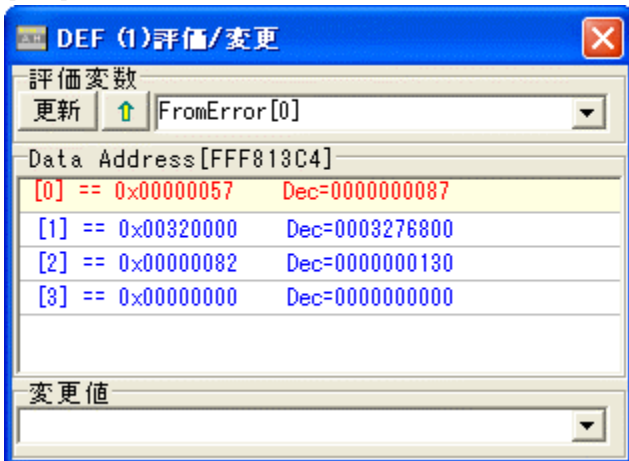 DEF (1)評価/変更
評価変数
更新 FromError[0]
Data Address[FFF813C4]
[0] == 0x00000057 Dec=0000000087
[1] == 0x00320000 Dec=0003276800
[2] == 0x00000082 Dec=0000000130
[3] == 0x00000000 Dec=0000000000
変更値